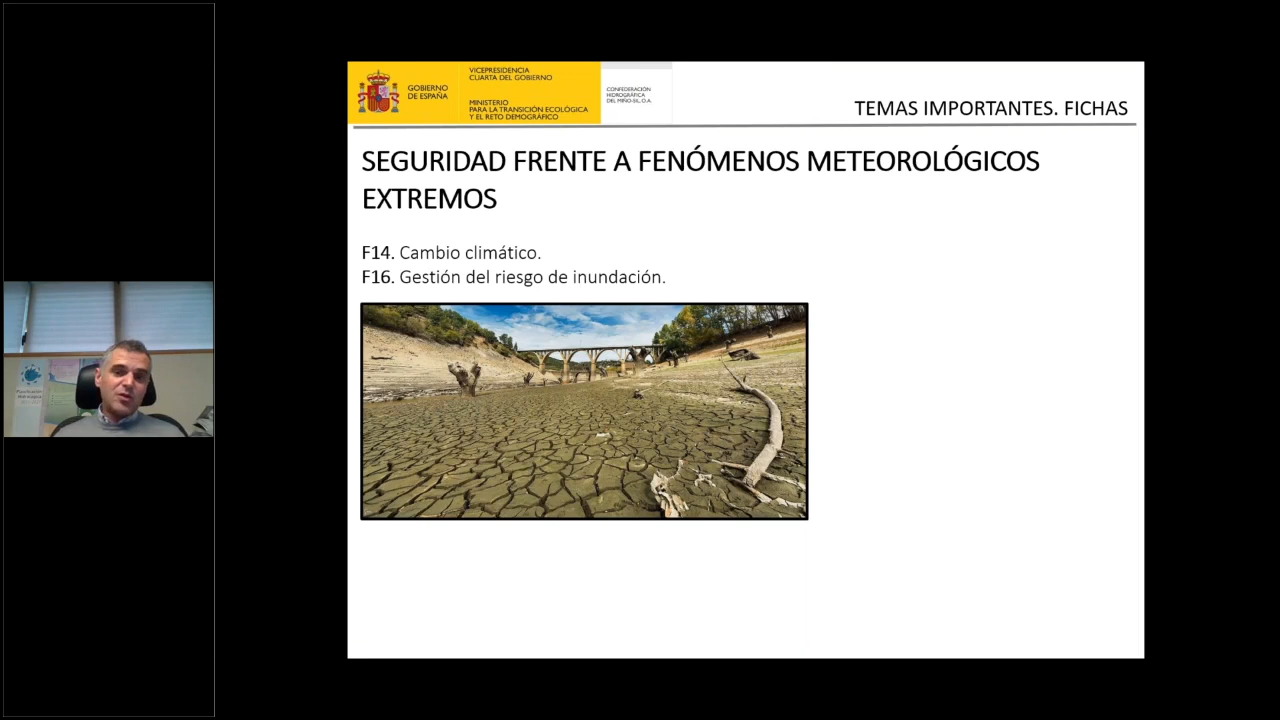 GOBIERNO
DE ESPAÑA
VICEPRESIDENCIA
CUARTA DEL GOBIERNO
MINISTERIO
PARA LA TRANSICIÓN ECOLÓGICA
Y EL RETO DEMOGRÁFICO
CONFEDERACIÓN
HIDROGRÁFICA
DEL MIÑO-SIL, O.A.
TEMAS IMPORTANTES. FICHAS
SEGURIDAD FRENTE A FENÓMENOS METEOROLÓGICOS
EXTREMOS
F14. Cambio climático.
F16. Gestión del riesgo de inundación.